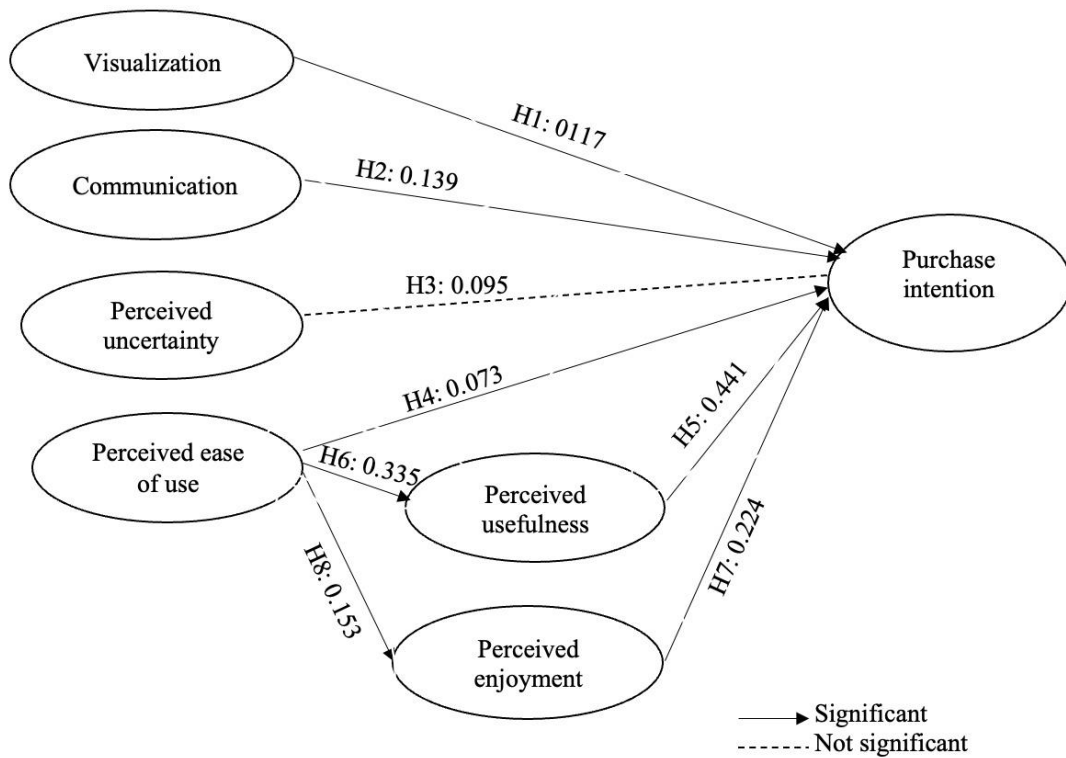 Visualization
H1: 0117
Communication
H2: 0.139
Purchase
intention
H3: 0.095
Perceived
uncertainty
H4: 0.073
H5: 0.441
Perceived ease
of use
H6: 0.335
Perceived
usefulness
H7: 0.224
H8: 0.153
Perceived
enjoyment
Significant
Not significant